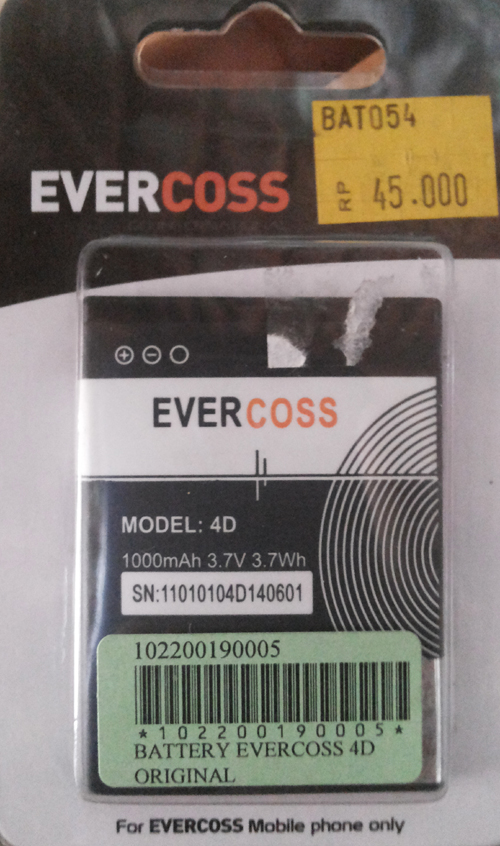 BAT054
RP 45.000
EVERCOSS
EVERCOSS
MODEL: 4D
1000mAh 3.7V 3.7Wh
SN:11010104D140601
102200190005
*102200190005*
BATTERY EVERCOSS 4D
ORIGINAL
For EVERCOSS Mobile phone only